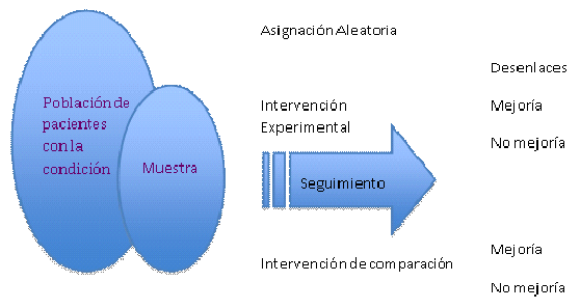 Asignación Aleatoria
Población de
pacientes
con la
condición
Muestra
Intervención
Experimental
Seguimiento
Intervención de comparación
Desenlaces
Mejoría
No mejoría
Mejoría
No mejoría